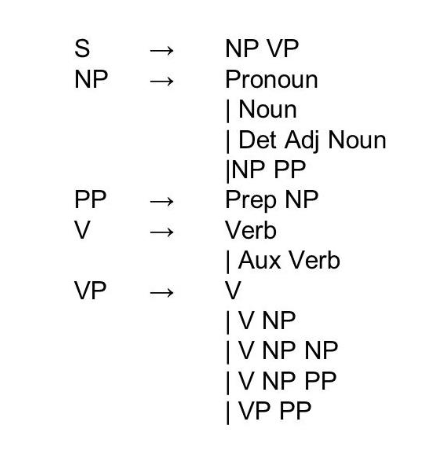 S → NP VP
NP → Pronoun
| Noun
| Det Adj Noun
|NP PP
PP → Prep NP
V → Verb
| Aux Verb
VP → V
| V NP
| V NP NP
| V NP PP
| VP PP